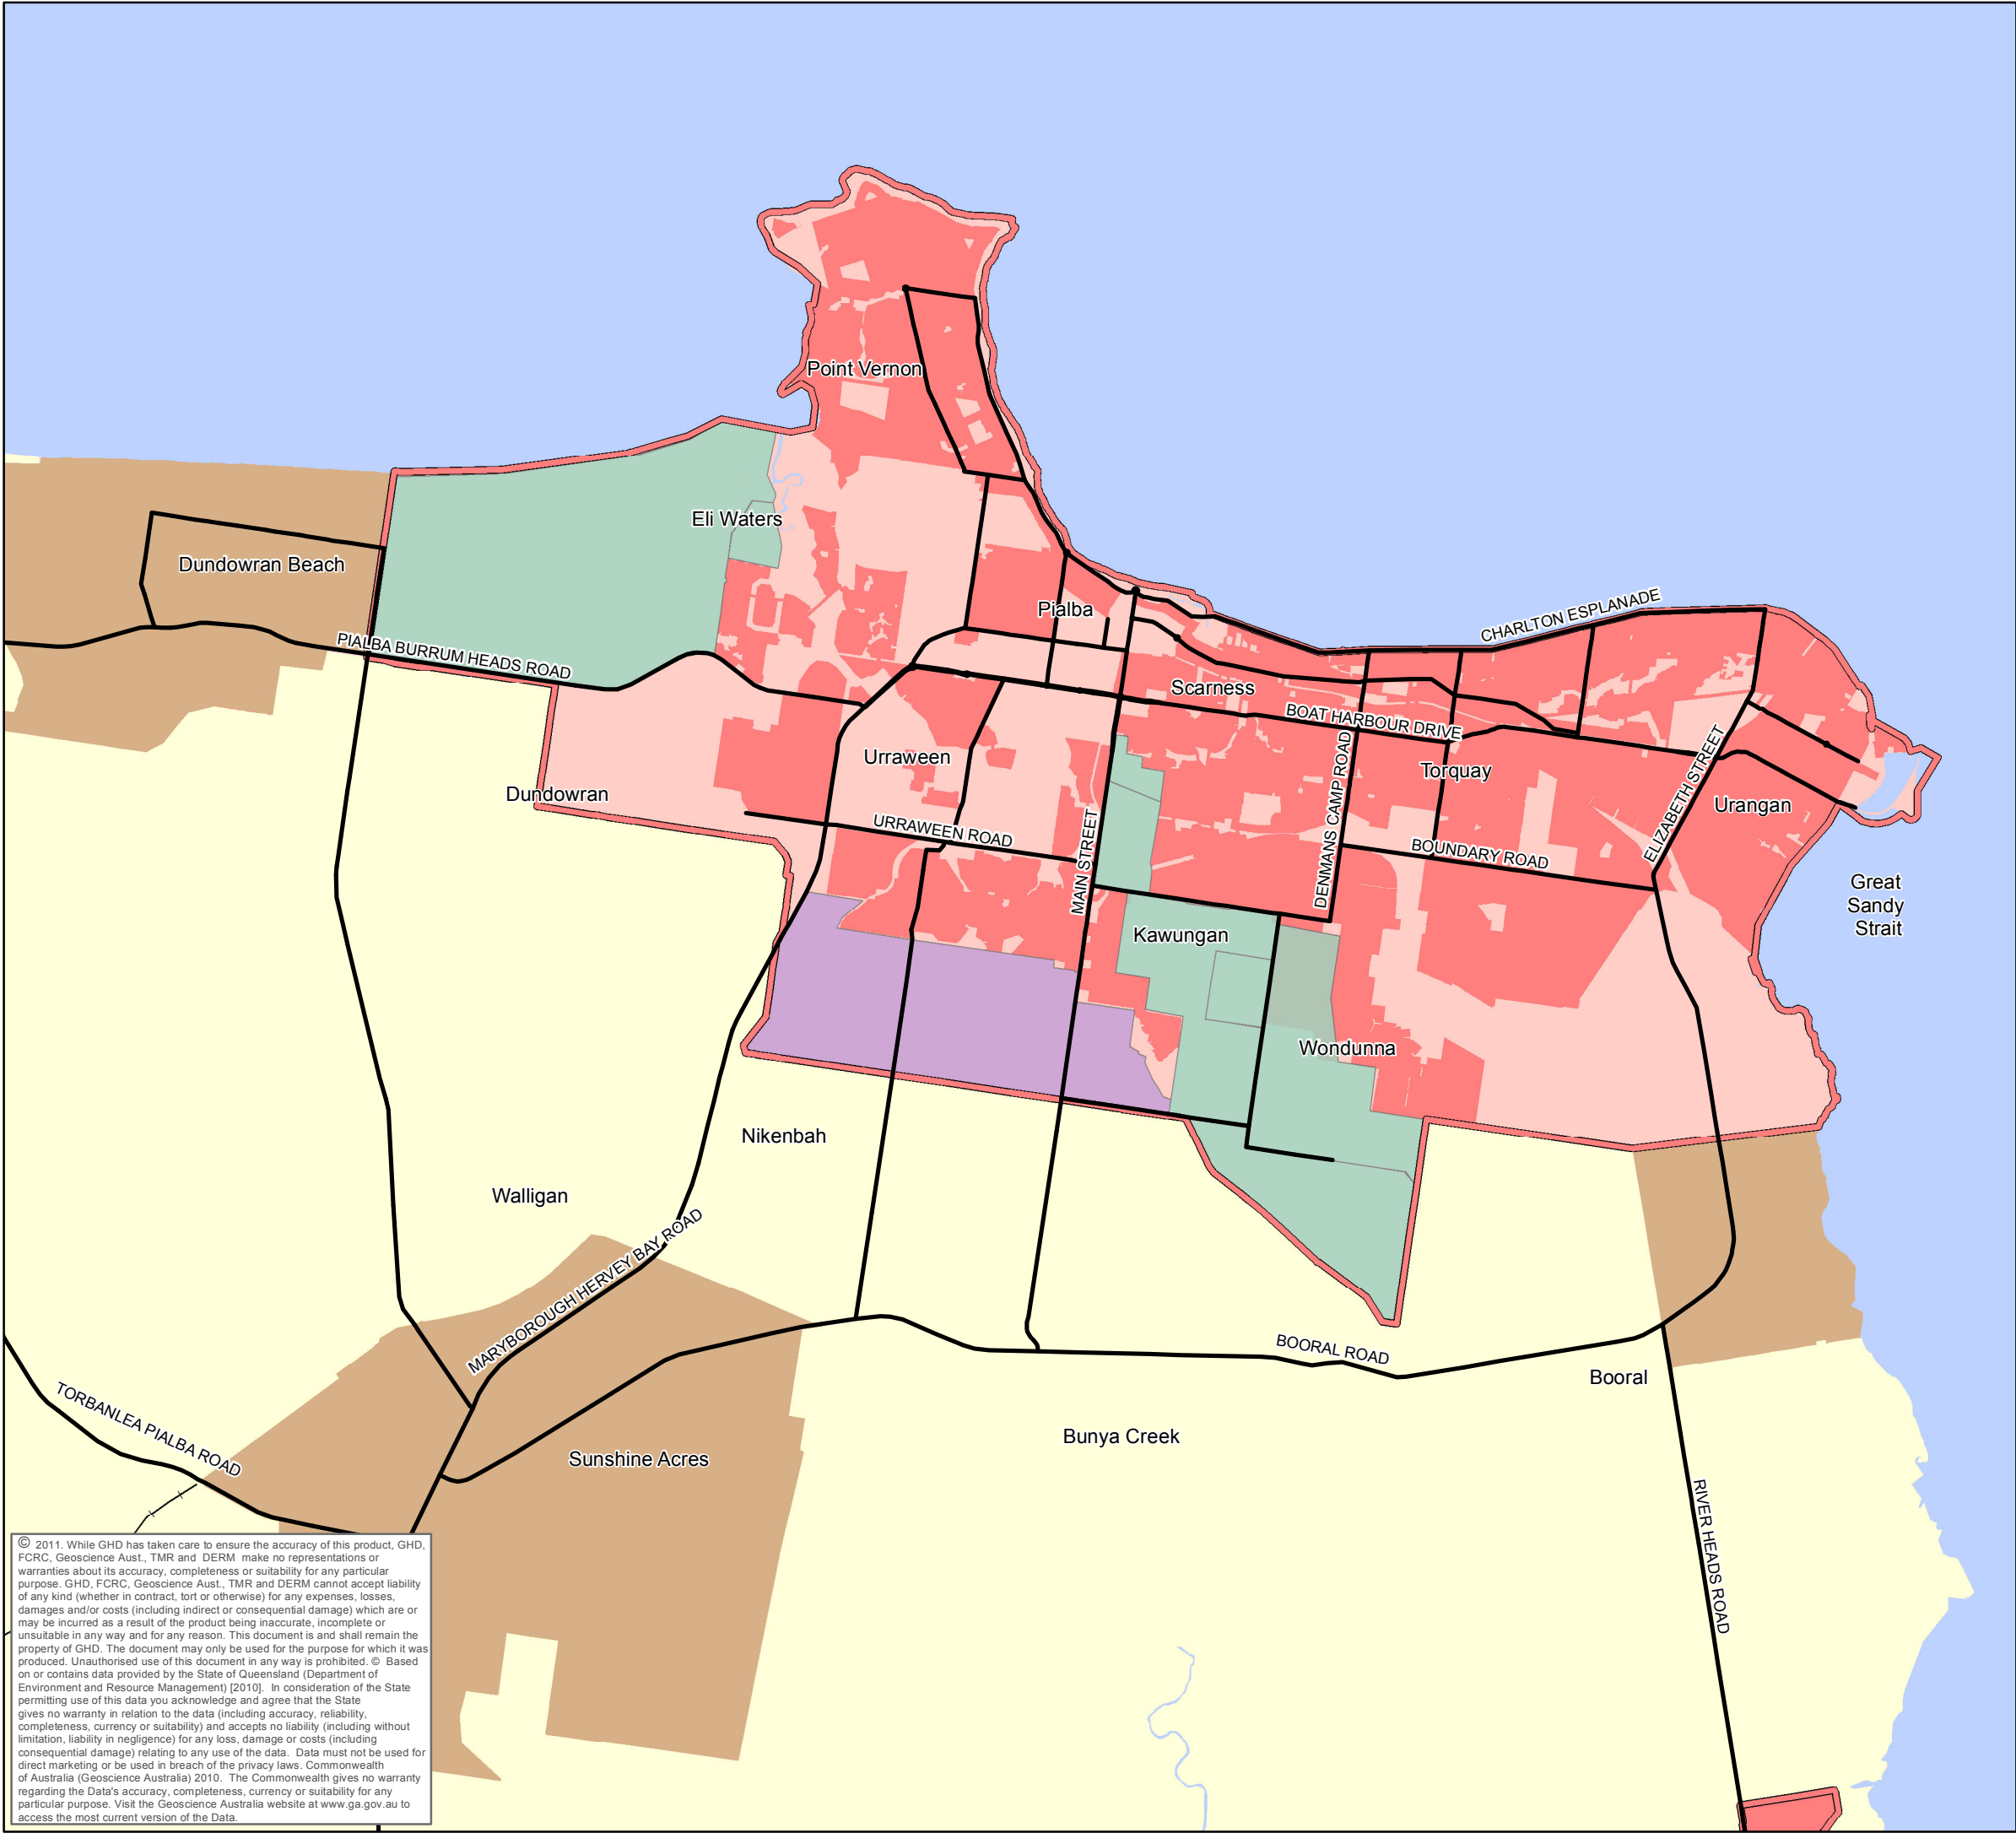 Point Vernon
Eli Waters
Dundowran Beach
Pialba
CHARLTON ESPLANADE
PIALBA BURRUM HEADS ROAD
Scarness
BOAT HARBOUR DRIVE
Urraween
Torquay
Dundowran
DENMANS CAMP ROAD
ELIZABETH STREET
Urangan
URRAWEEN ROAD
MAIN STREET
BOUNDARY ROAD
Great
Sandy
Strait
Kawungan
Wondunna
Nikenbah
Walligan
MARYBOROUGH HERVEY BAY ROAD
BOORAL ROAD
Booral
TORBANLEA PIALBA ROAD
Sunshine Acres
Bunya Creek
RIVER HEADS ROAD
© 2011. While GHD has taken care to ensure the accuracy of this product, GHD,
FCRC, Geoscience Aust., TMR and DERM make no representations or
warranties about its accuracy, completeness or suitability for any particular
purpose. GHD, FCRC, Geoscience Aust., TMR and DERM cannot accept liability
of any kind (whether in contract, tort or otherwise) for any expenses, losses,
damages and/or costs (including indirect or consequential damage) which are or
may be incurred as a result of the product being inaccurate, incomplete or
unsuitable in any way and for any reason. This document is and shall remain the
property of GHD. The document may only be used for the purpose for which it was
produced. Unauthorised use of this document in any way is prohibited. © Based
on or contains data provided by the State of Queensland (Department of
Environment and Resource Management) [2010]. In consideration of the State
permitting use of this data you acknowledge and agree that the State
gives no warranty in relation to the data (including accuracy, reliability,
completeness, currency or suitability) and accepts no liability (including without
limitation, liability in negligence) for any loss, damage or costs (including
consequential damage) relating to any use of the data. Data must not be used for
direct marketing or be used in breach of the privacy laws. Commonwealth
of Australia (Geoscience Australia) 2010. The Commonwealth gives no warranty
regarding the Data's accuracy, completeness, currency or suitability for any
particular purpose. Visit the Geoscience Australia website at www.ga.gov.au to
access the most current version of the Data.